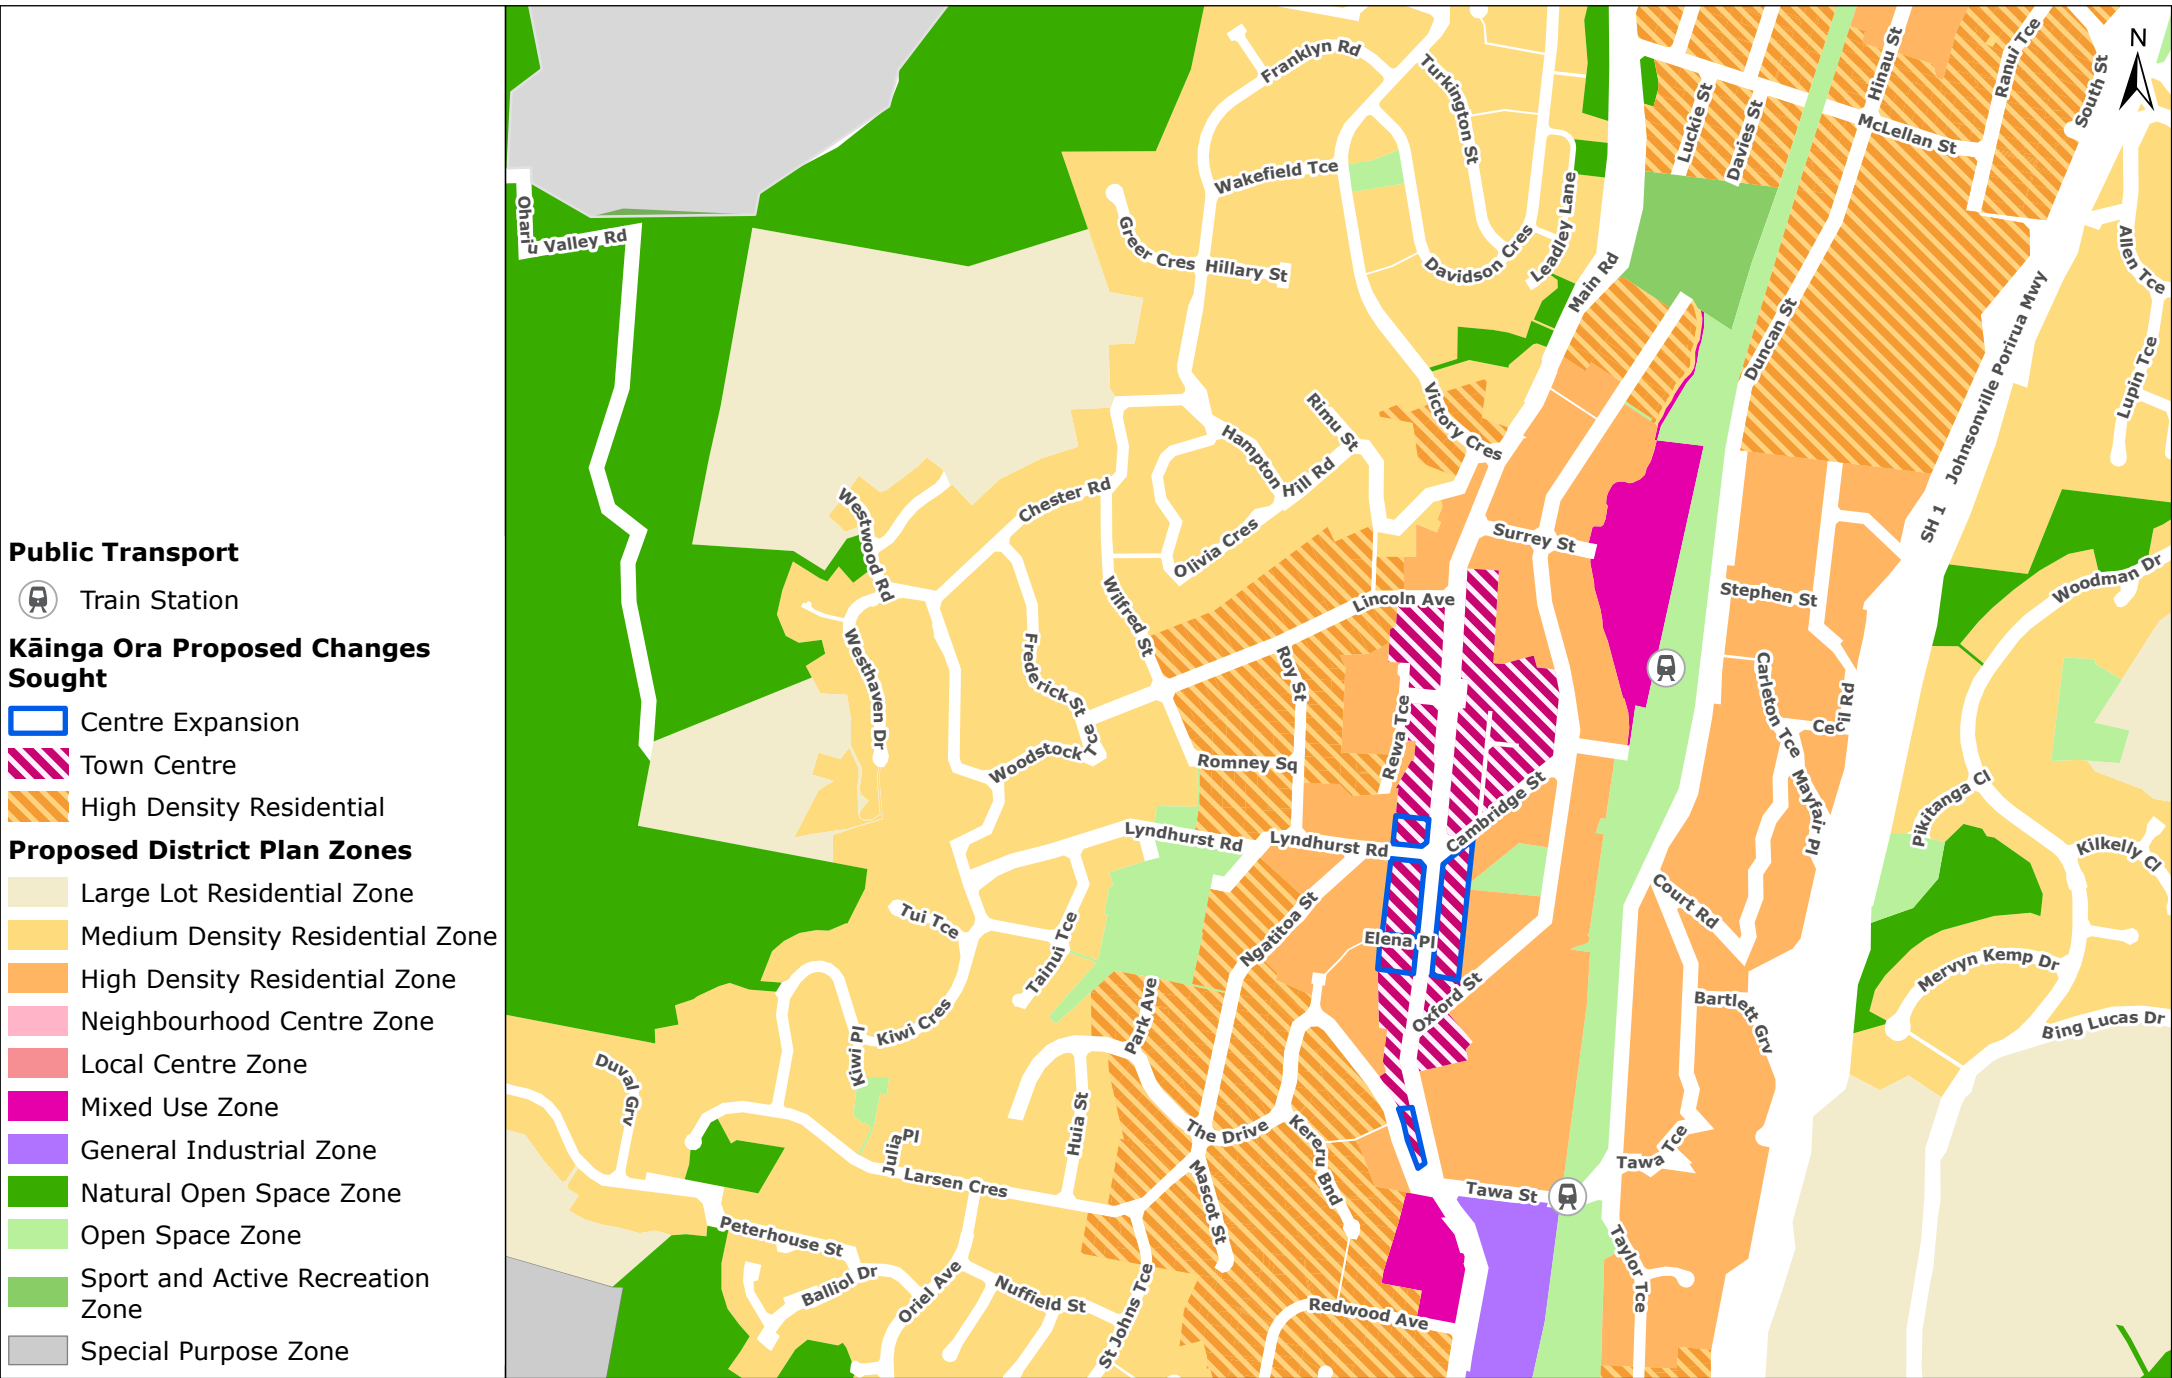 Public Transport
Train Station
Kāinga Ora Proposed Changes
Sought
Centre Expansion
Town Centre
High Density Residential
Proposed District Plan Zones
Large Lot Residential Zone
Medium Density Residential Zone
High Density Residential Zone
Neighbourhood Centre Zone
Local Centre Zone
Mixed Use Zone
General Industrial Zone
Natural Open Space Zone
Open Space Zone
Sport and Active Recreation
Zone
Special Purpose Zone
N
Franklyn Rd
Turkington St
Hinau St
Ranui Tce
South St
Luckie St
Davies St
McLellan St
Wakefield Tce
Ohariu Valley Rd
Greer Cres
Hillary St
Davidson Cres
Leadley Lane
Main Rd
Allen Tce
Duncan St
SH 1
Johnsonville Porirua Mwy
Lupin Tce
Rimu St
Victory Cres
Hampton Hill Rd
Chester Rd
Westwood Rd
Olivia Cres
Surrey St
Woodman Dr
Wilfred St
Lincoln Ave
Stephen St
Westhaven Dr
Frederick St
Roy St
Rewa Tce
Carleton Tce
Cecil Rd
Woodstock Tce
Romney Sq
Mayfair Pl
Pikitanga Cl
Cambridge St
Lyndhurst Rd
Lyndhurst Rd
Kilkelly Cl
Court Rd
Tui Tce
Tainui Tce
Ngatitoa St
Elena Pl
Mervyn Kemp Dr
Kiwi Cres
Kiwi Pl
Park Ave
Oxford St
Bartlett Grv
Bing Lucas Dr
Duval Grv
Huia St
Julia Pl
The Drive
Kereru Bnd
Tawa Tce
Larsen Cres
Mascot St
Tawa St
Peterhouse St
Balliol Dr
Oriel Ave
Nuffield St
St Johns Tce
Redwood Ave
Taylor Tce